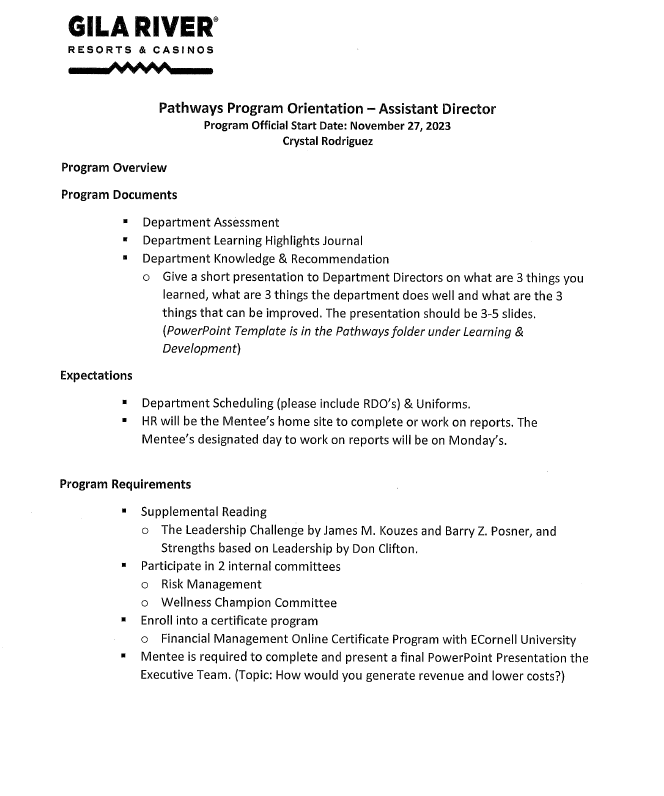 GILA RIVER®
RESORTS & CASINOS
Pathways Program Orientation – Assistant Director
Program Official Start Date: November 27, 2023
Crystal Rodriguez
Program Overview
Program Documents
▪ Department Assessment
▪ Department Learning Highlights Journal
▪ Department Knowledge & Recommendation
o Give a short presentation to Department Directors on what are 3 things you
learned, what are 3 things the department does well and what are the 3
things that can be improved. The presentation should be 3-5 slides.
(PowerPoint Template is in the Pathways folder under Learning &
Development)
Expectations
▪ Department Scheduling (please include RDO's) & Uniforms.
▪ HR will be the Mentee's home site to complete or work on reports. The
Mentee's designated day to work on reports will be on Monday's.
Program Requirements
▪ Supplemental Reading
o The Leadership Challenge by James M. Kouzes and Barry Z. Posner, and
Strengths based on Leadership by Don Clifton.
▪ Participate in 2 internal committees
o Risk Management
o Wellness Champion Committee
▪ Enroll into a certificate program
o Financial Management Online Certificate Program with ECornell University
▪ Mentee is required to complete and present a final PowerPoint Presentation the
Executive Team. (Topic: How would you generate revenue and lower costs?)